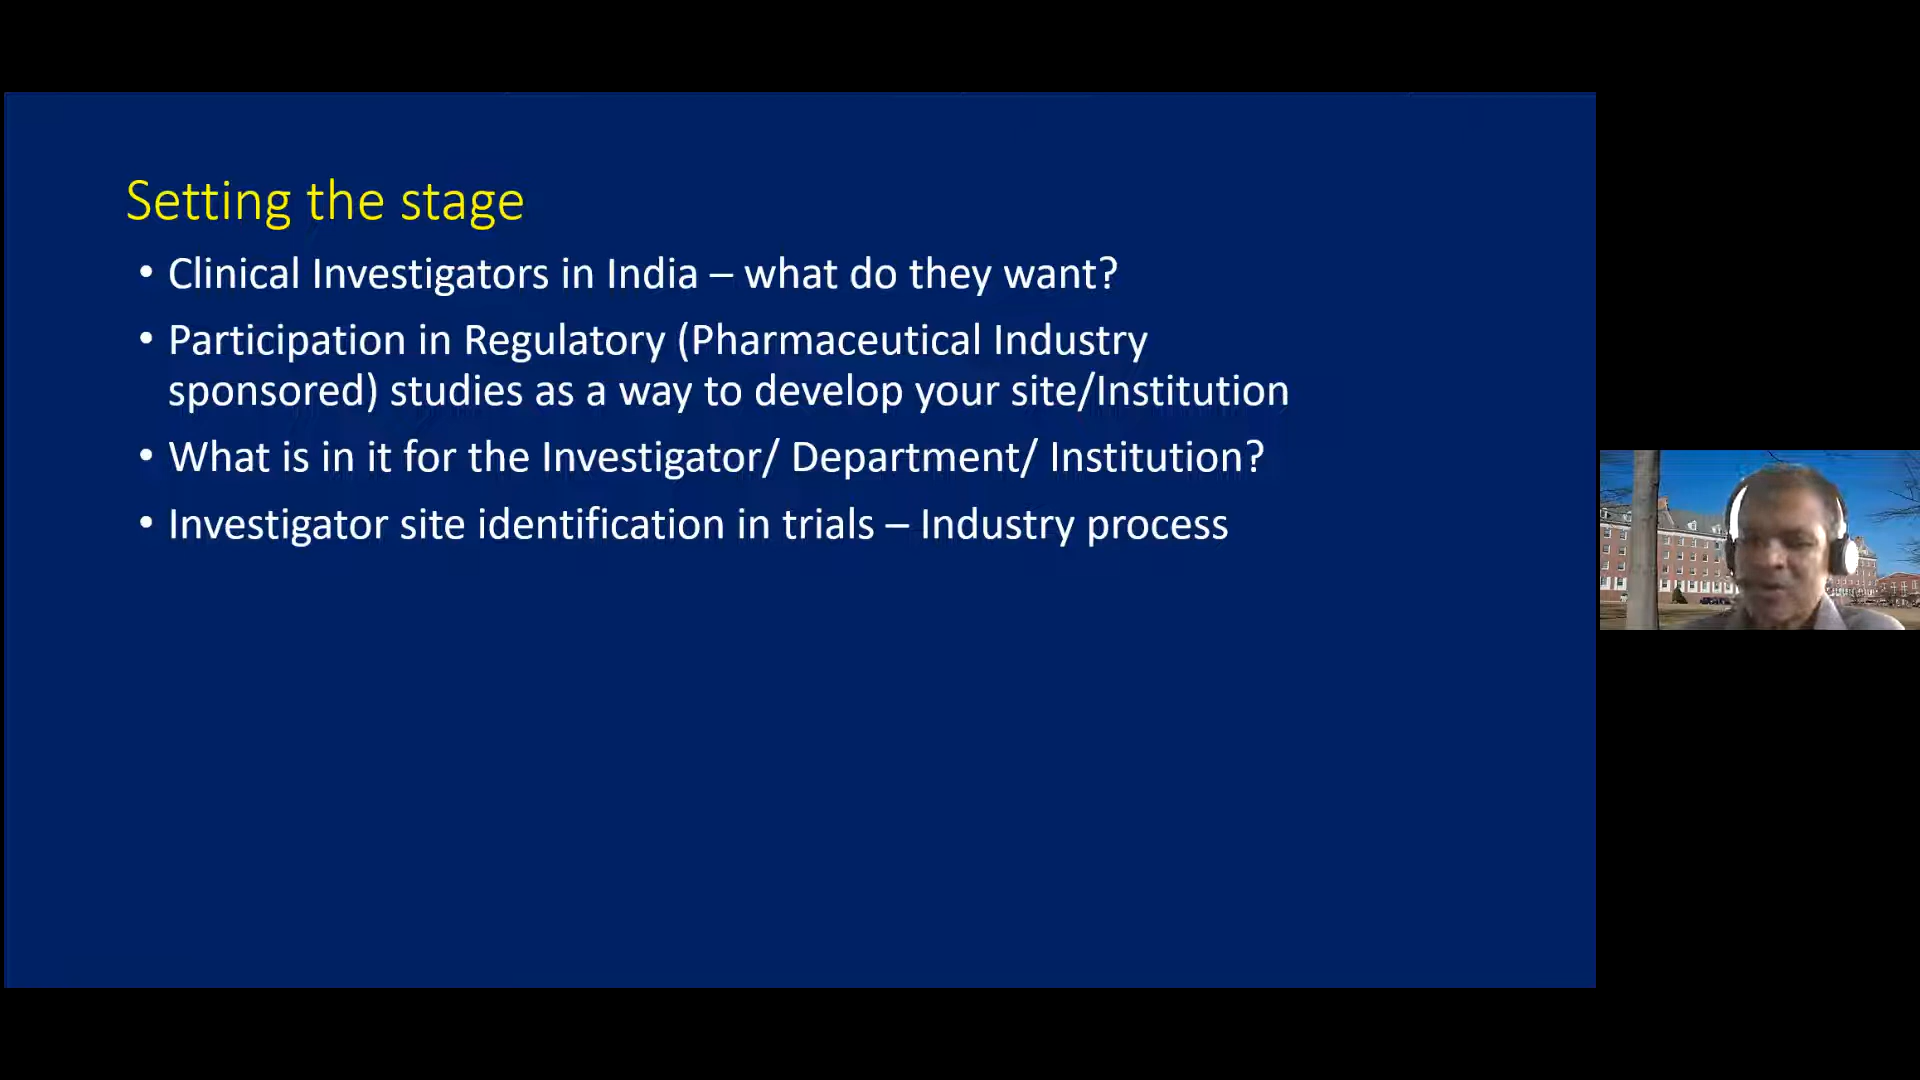 Setting the stage
• Clinical Investigators in India – what do they want?
• Participation in Regulatory (Pharmaceutical Industry
sponsored) studies as a way to develop your site/Institution
• What is in it for the Investigator/ Department/ Institution?
• Investigator site identification in trials – Industry process